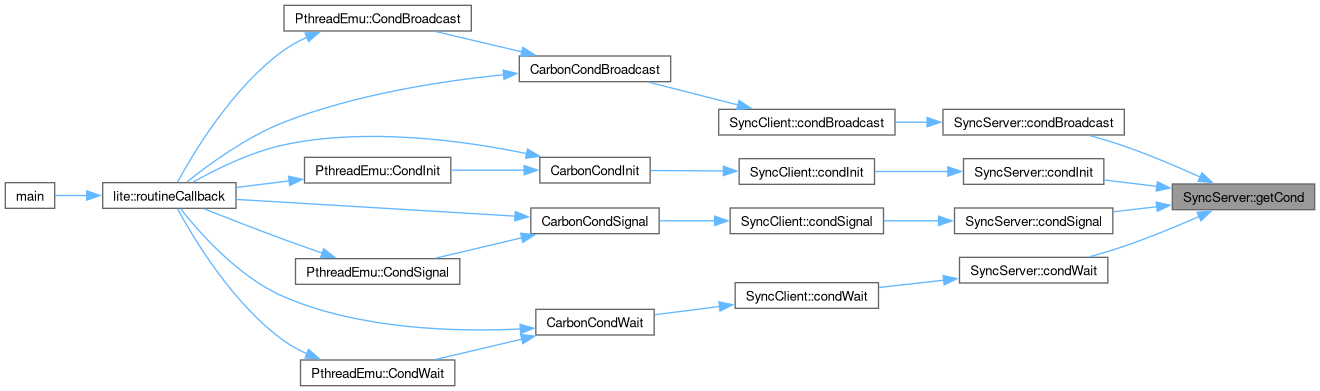 PthreadEmu::CondBroadcast
CarbonCondBroadcast
SyncClient::condBroadcast
SyncServer::condBroadcast
main
lite::routineCallback
PthreadEmu::CondInit
CarbonCondInit
SyncClient::condInit
SyncServer::condInit
SyncServer::getCond
CarbonCondSignal
SyncClient::condSignal
SyncServer::condSignal
PthreadEmu::CondSignal
SyncServer::condWait
SyncClient::condWait
CarbonCondWait
PthreadEmu::CondWait